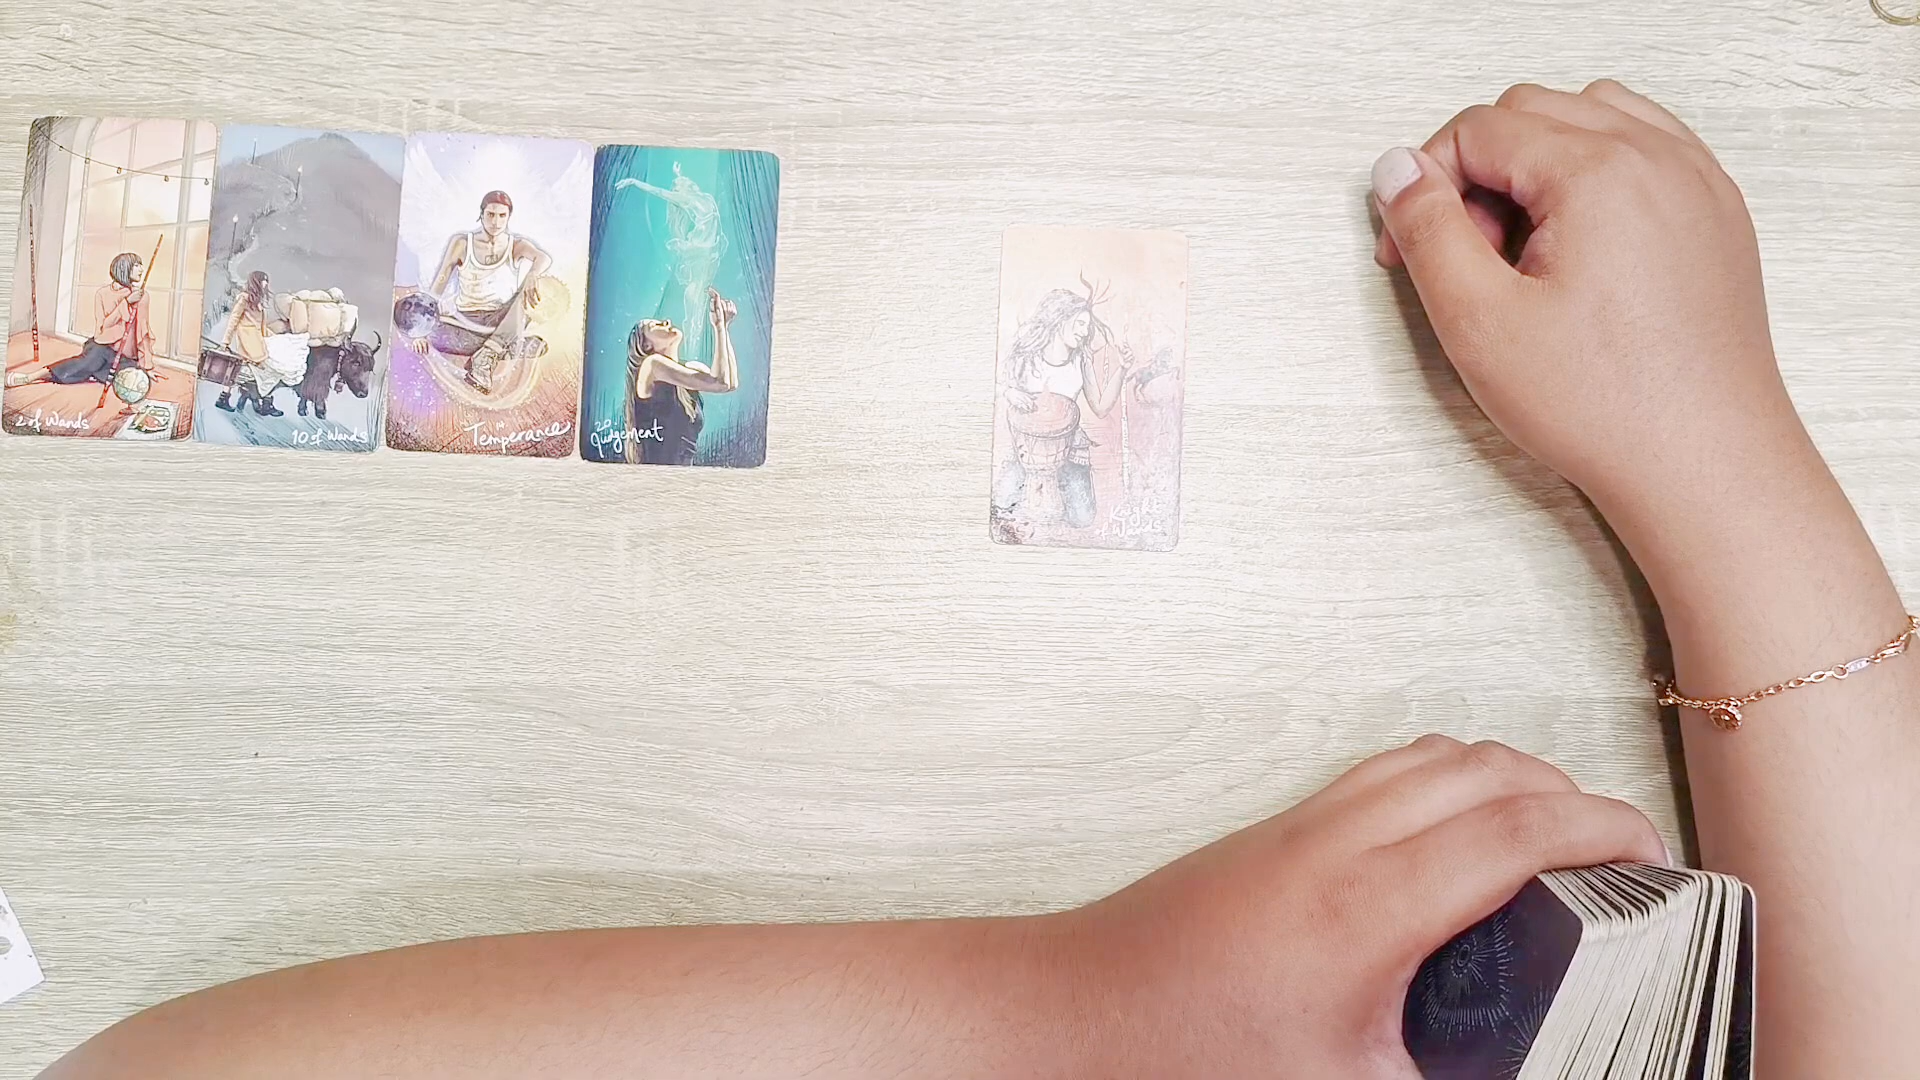 2 of Wands
10 of Wands
14
Temperance
20
Judgement
Knight
of Wands